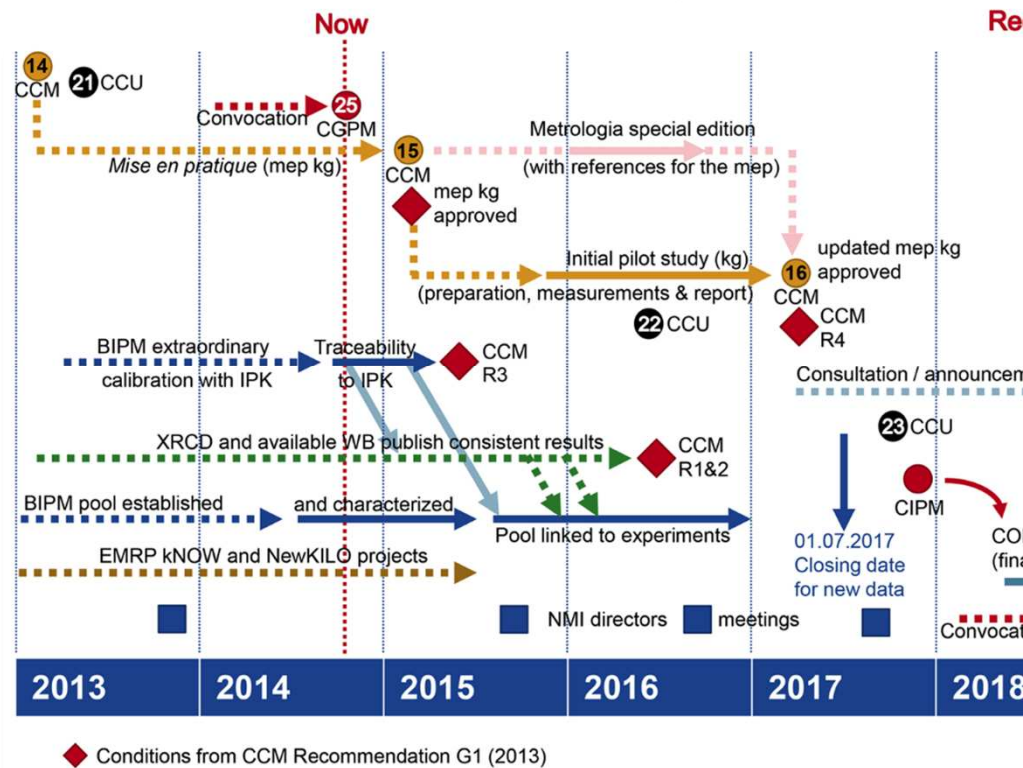 Now
Re
14
CCM
21 CCU
Convocation
25
CGPM
Mise en pratique (mep kg)
15
CCM
Metrologia special edition
(with references for the mep)
mep kg
approved
Initial pilot study (kg)
(preparation, measurements & report)
16
CCM
updated mep kg
approved
22 CCU
CCM
R4
BIPM extraordinary
calibration with IPK
Traceability
to IPK
CCM
R3
Consultation / announcem
23 CCU
XRCD and available WB publish consistent results
CCM
R1&2
CIPM
BIPM pool established
and characterized
Pool linked to experiments
01.07.2017
Closing date
for new data
(fina
EMRP kNOW and NewKILO projects
NMI directors
meetings
Convocat
2013
2014
2015
2016
2017
2018
Conditions from CCM Recommendation G1 (2013)